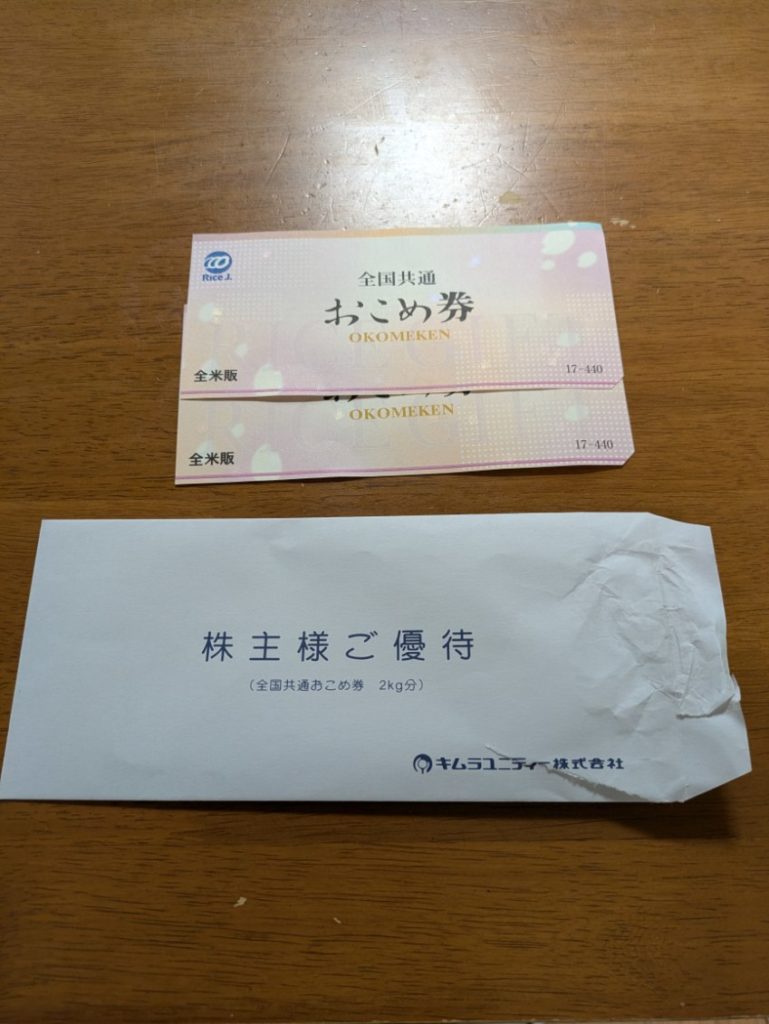 Rice J.
全国共通
おこめ券
OKOMEKEN
全米販
17-440
OKOMEKEN
全米販
17-440
株主様ご優待
（全国共通おこめ券　2kg分）
キムラユニティー株式会社